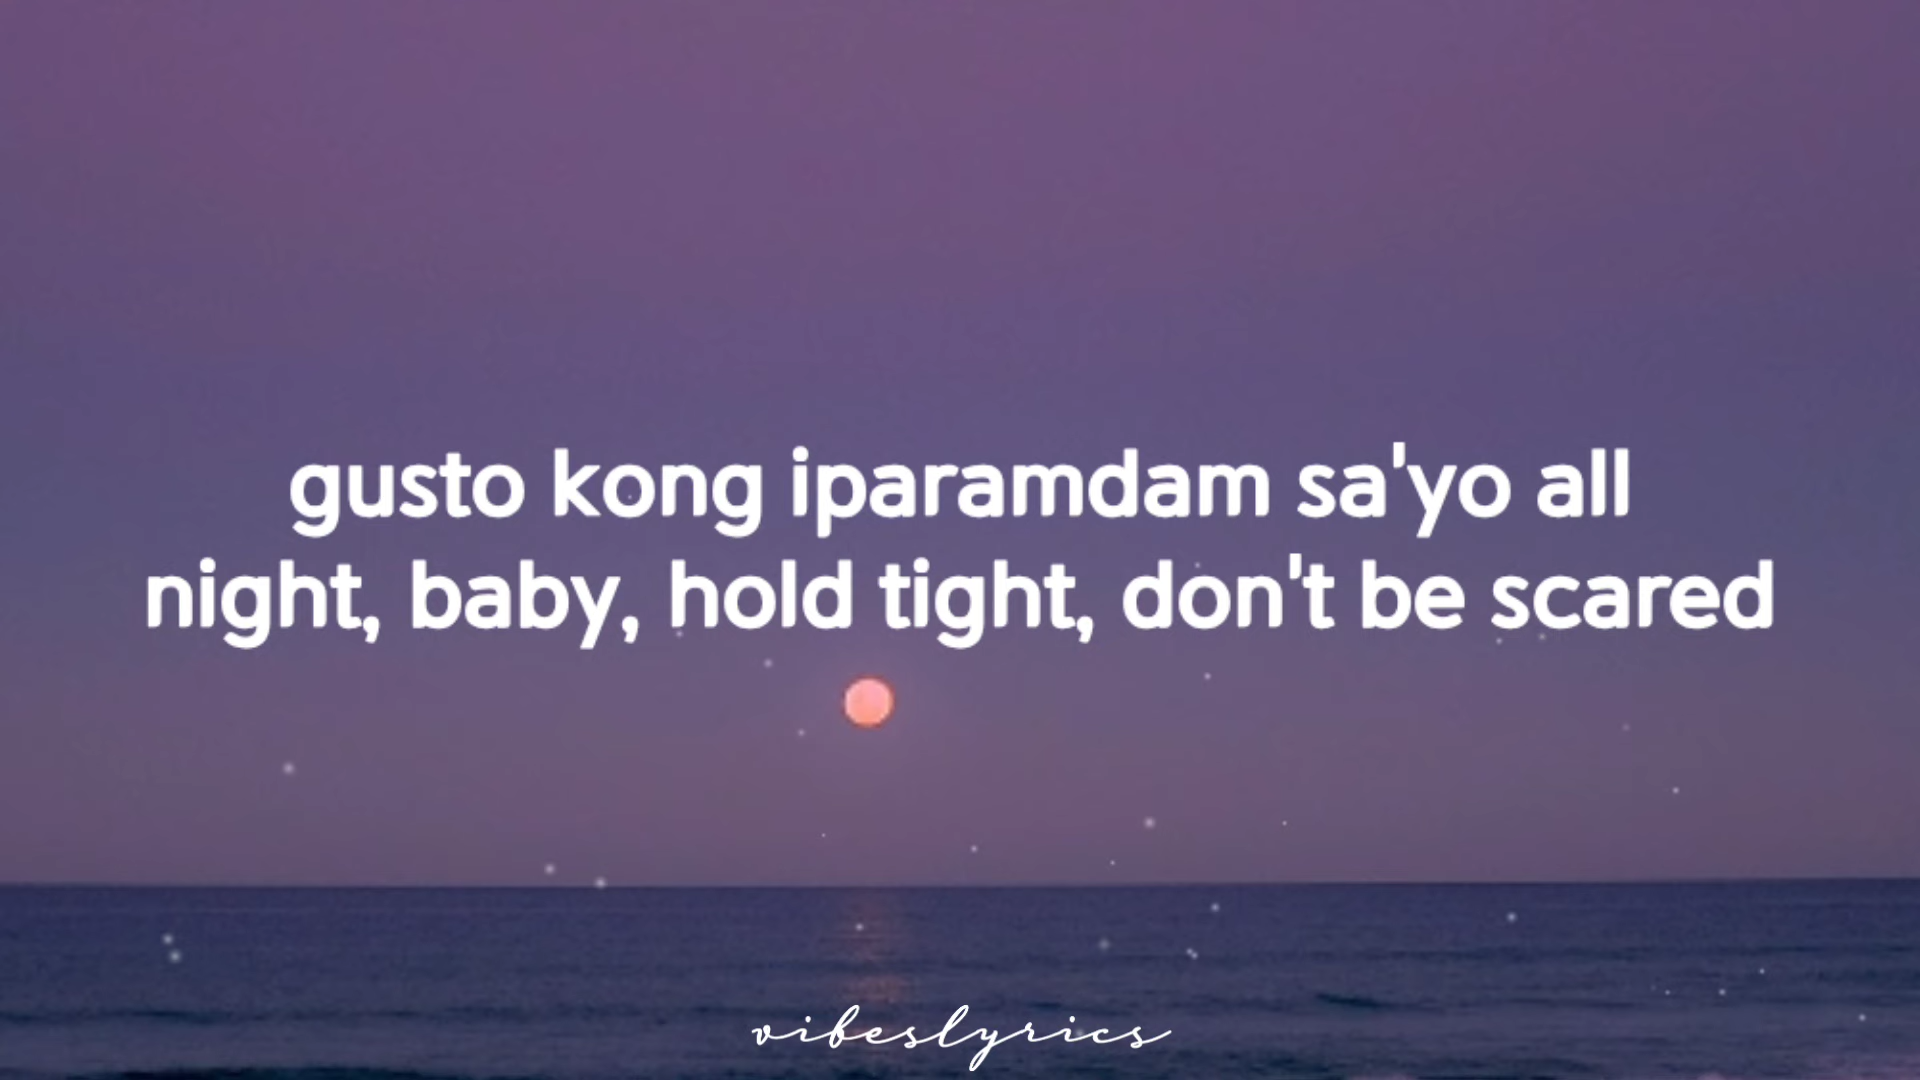 gusto kong iparamdam sa'yo all
night, baby, hold tight, don't be scared
vibeslyrics